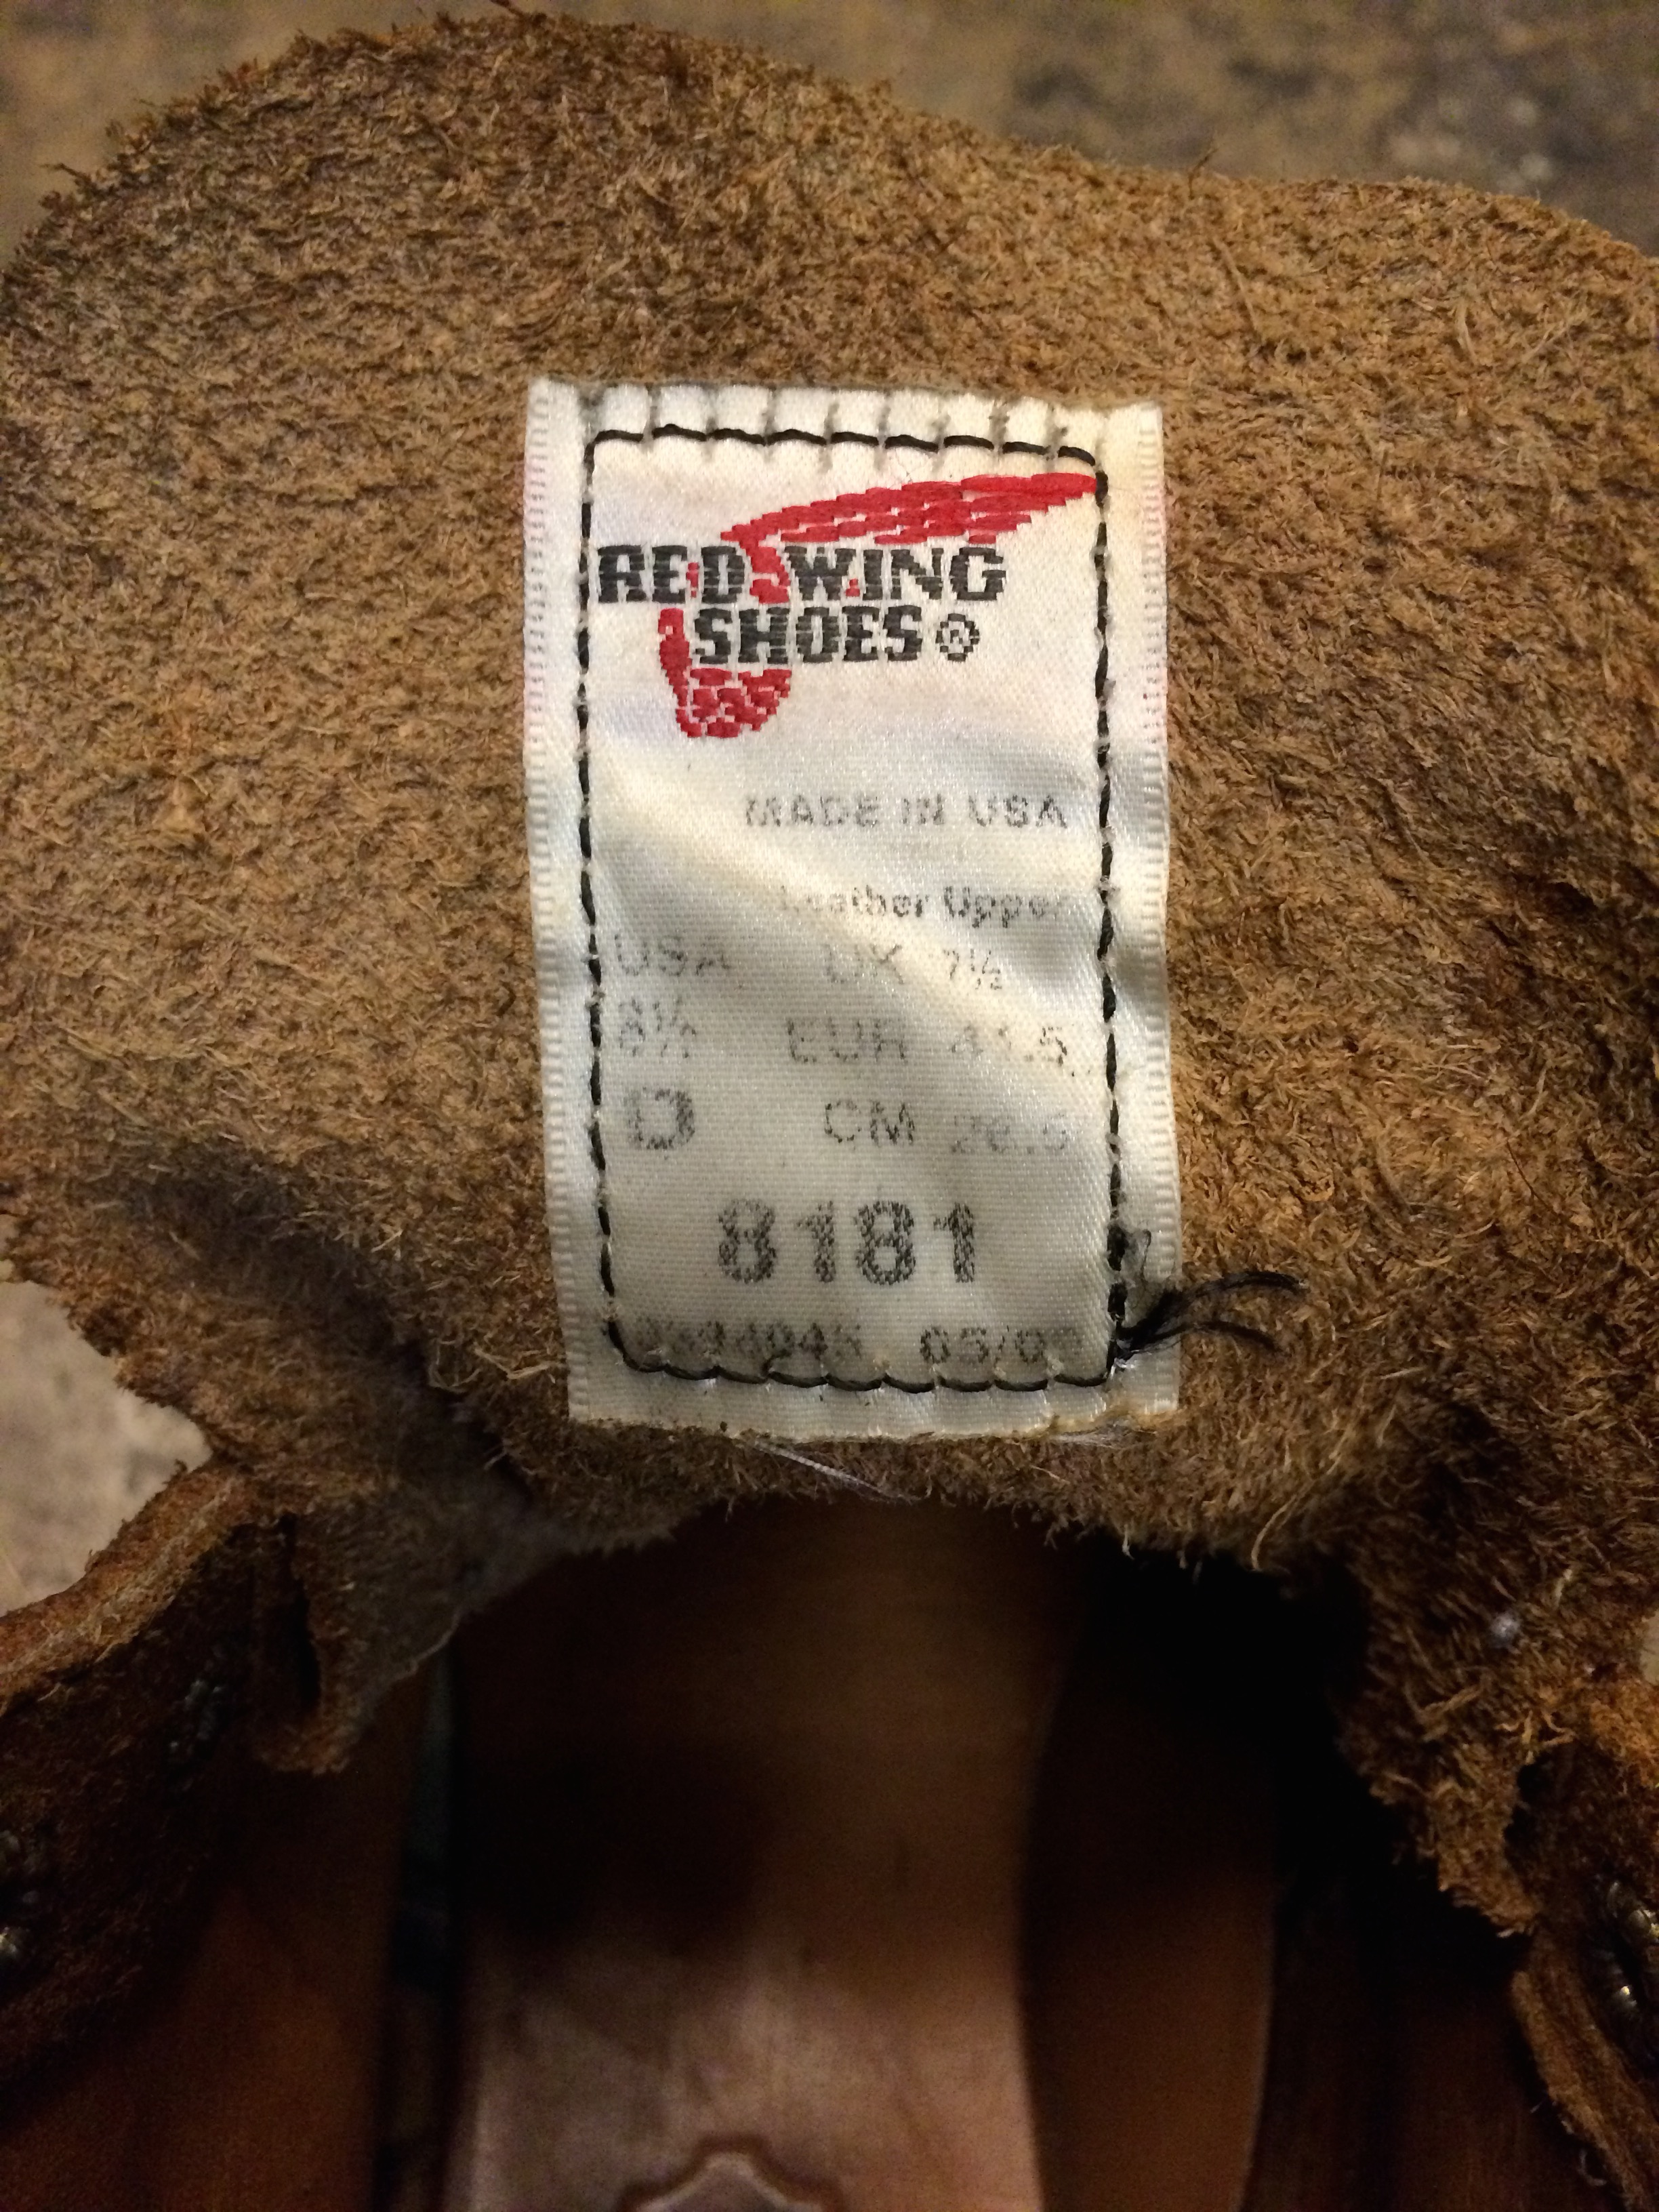 RED WING
SHOES®
MADE IN USA
Leather Upper
USA UK 7½
8½ EUR 41.5
D CM 26.5
8181